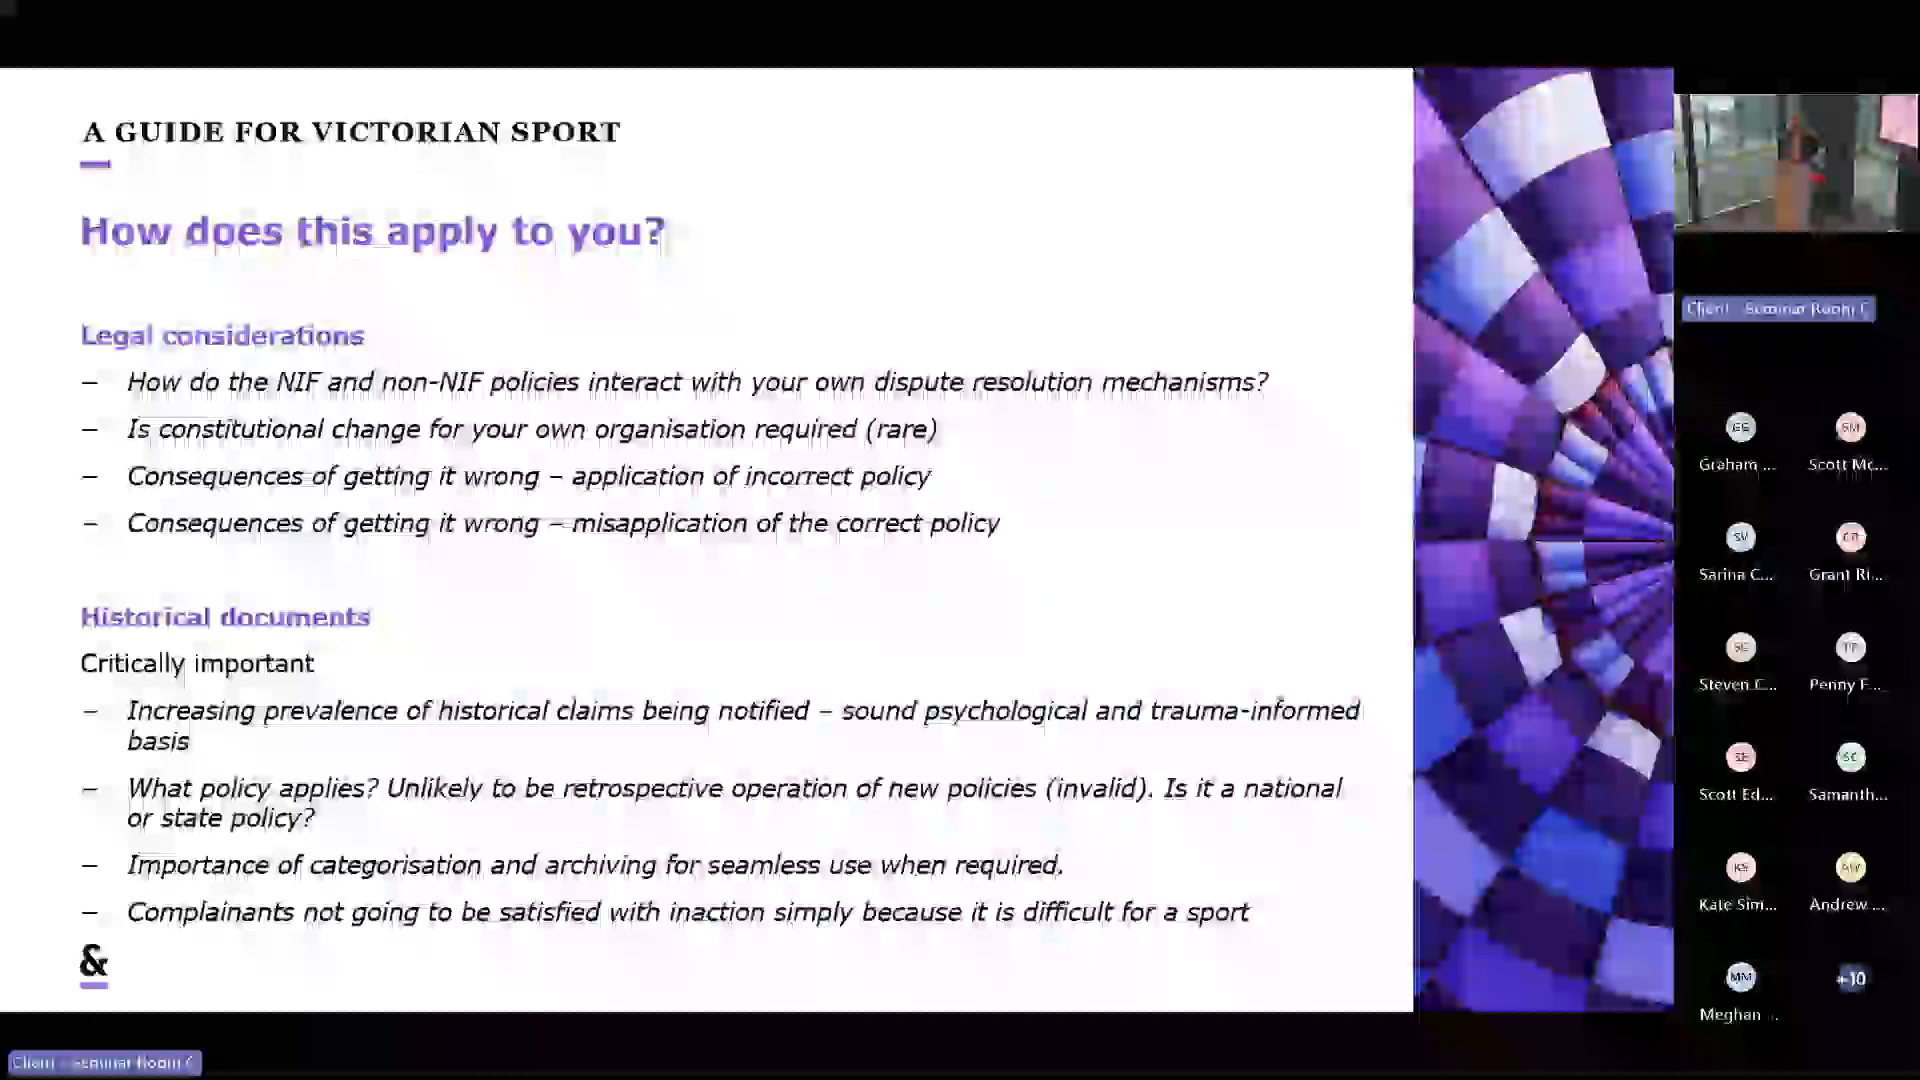 A GUIDE FOR VICTORIAN SPORT
How does this apply to you?
Legal considerations
– How do the NIF and non-NIF policies interact with your own dispute resolution mechanisms?
– Is constitutional change for your own organisation required (rare)
– Consequences of getting it wrong – application of incorrect policy
– Consequences of getting it wrong – misapplication of the correct policy
Historical documents
Critically important
– Increasing prevalence of historical claims being notified – sound psychological and trauma-informed
basis
– What policy applies? Unlikely to be retrospective operation of new policies (invalid). Is it a national
or state policy?
– Importance of categorisation and archiving for seamless use when required.
– Complainants not going to be satisfied with inaction simply because it is difficult for a sport
&
Client - Seminar Room C
SM
Graham ...
Scott Mc...
SV
Sarina C...
Grant Ri...
Steven C...
Penny F...
SE
SC
Scott Ed...
Samanth...
KS
AW
Kate Sim...
Andrew ...
MM
+10
Meghan ...
Client - Seminar Room C